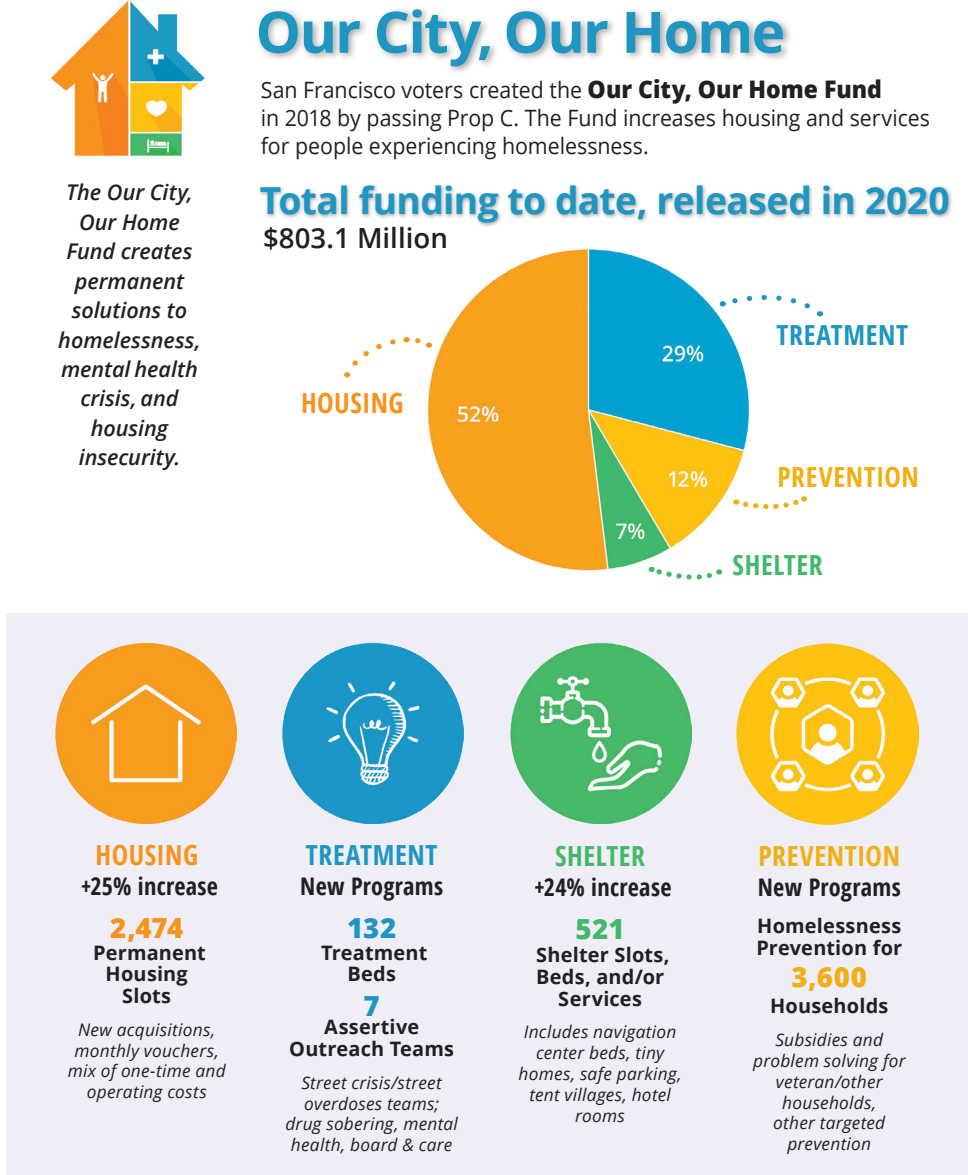 Our City, Our Home
San Francisco voters created the Our City, Our Home Fund
in 2018 by passing Prop C. The Fund increases housing and services
for people experiencing homelessness.
The Our City,
Our Home
Fund creates
permanent
solutions to
homelessness,
mental health
crisis, and
housing
insecurity.
Total funding to date, released in 2020
$803.1 Million
TREATMENT
29%
HOUSING
52%
PREVENTION
12%
7%
SHELTER
HOUSING
+25% increase
2,474
Permanent
Housing
Slots
New acquisitions,
monthly vouchers,
mix of one-time and
operating costs
TREATMENT
New Programs
132
Treatment
Beds
7
Assertive
Outreach Teams
Street crisis/street
overdoses teams;
drug sobering, mental
health, board & care
SHELTER
+24% increase
521
Shelter Slots,
Beds, and/or
Services
Includes navigation
center beds, tiny
homes, safe parking,
tent villages, hotel
rooms
PREVENTION
New Programs
Homelessness
Prevention for
3,600
Households
Subsidies and
problem solving for
veteran/other
households,
other targeted
prevention